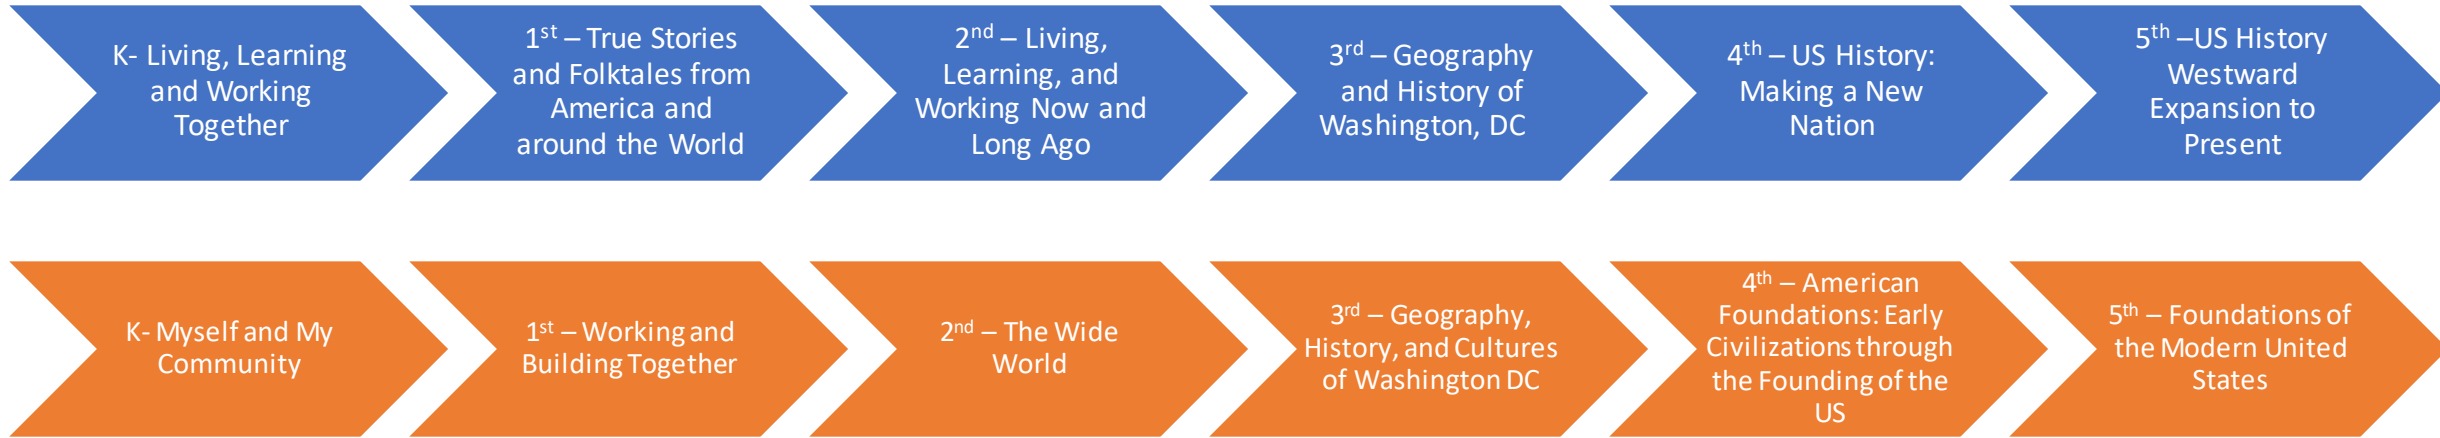 K- Living, Learning
and Working
Together
1st – True Stories
and Folktales from
America and
around the World
2nd – Living,
Learning, and
Working Now and
Long Ago
3rd – Geography
and History of
Washington, DC
4th – US History:
Making a New
Nation
5th –US History
Westward
Expansion to
Present
K- Myself and My
Community
1st – Working and
Building Together
2nd – The Wide
World
3rd – Geography,
History, and Cultures
of Washington DC
4th – American
Foundations: Early
Civilizations through
the Founding of the
US
5th – Foundations of
the Modern United
States